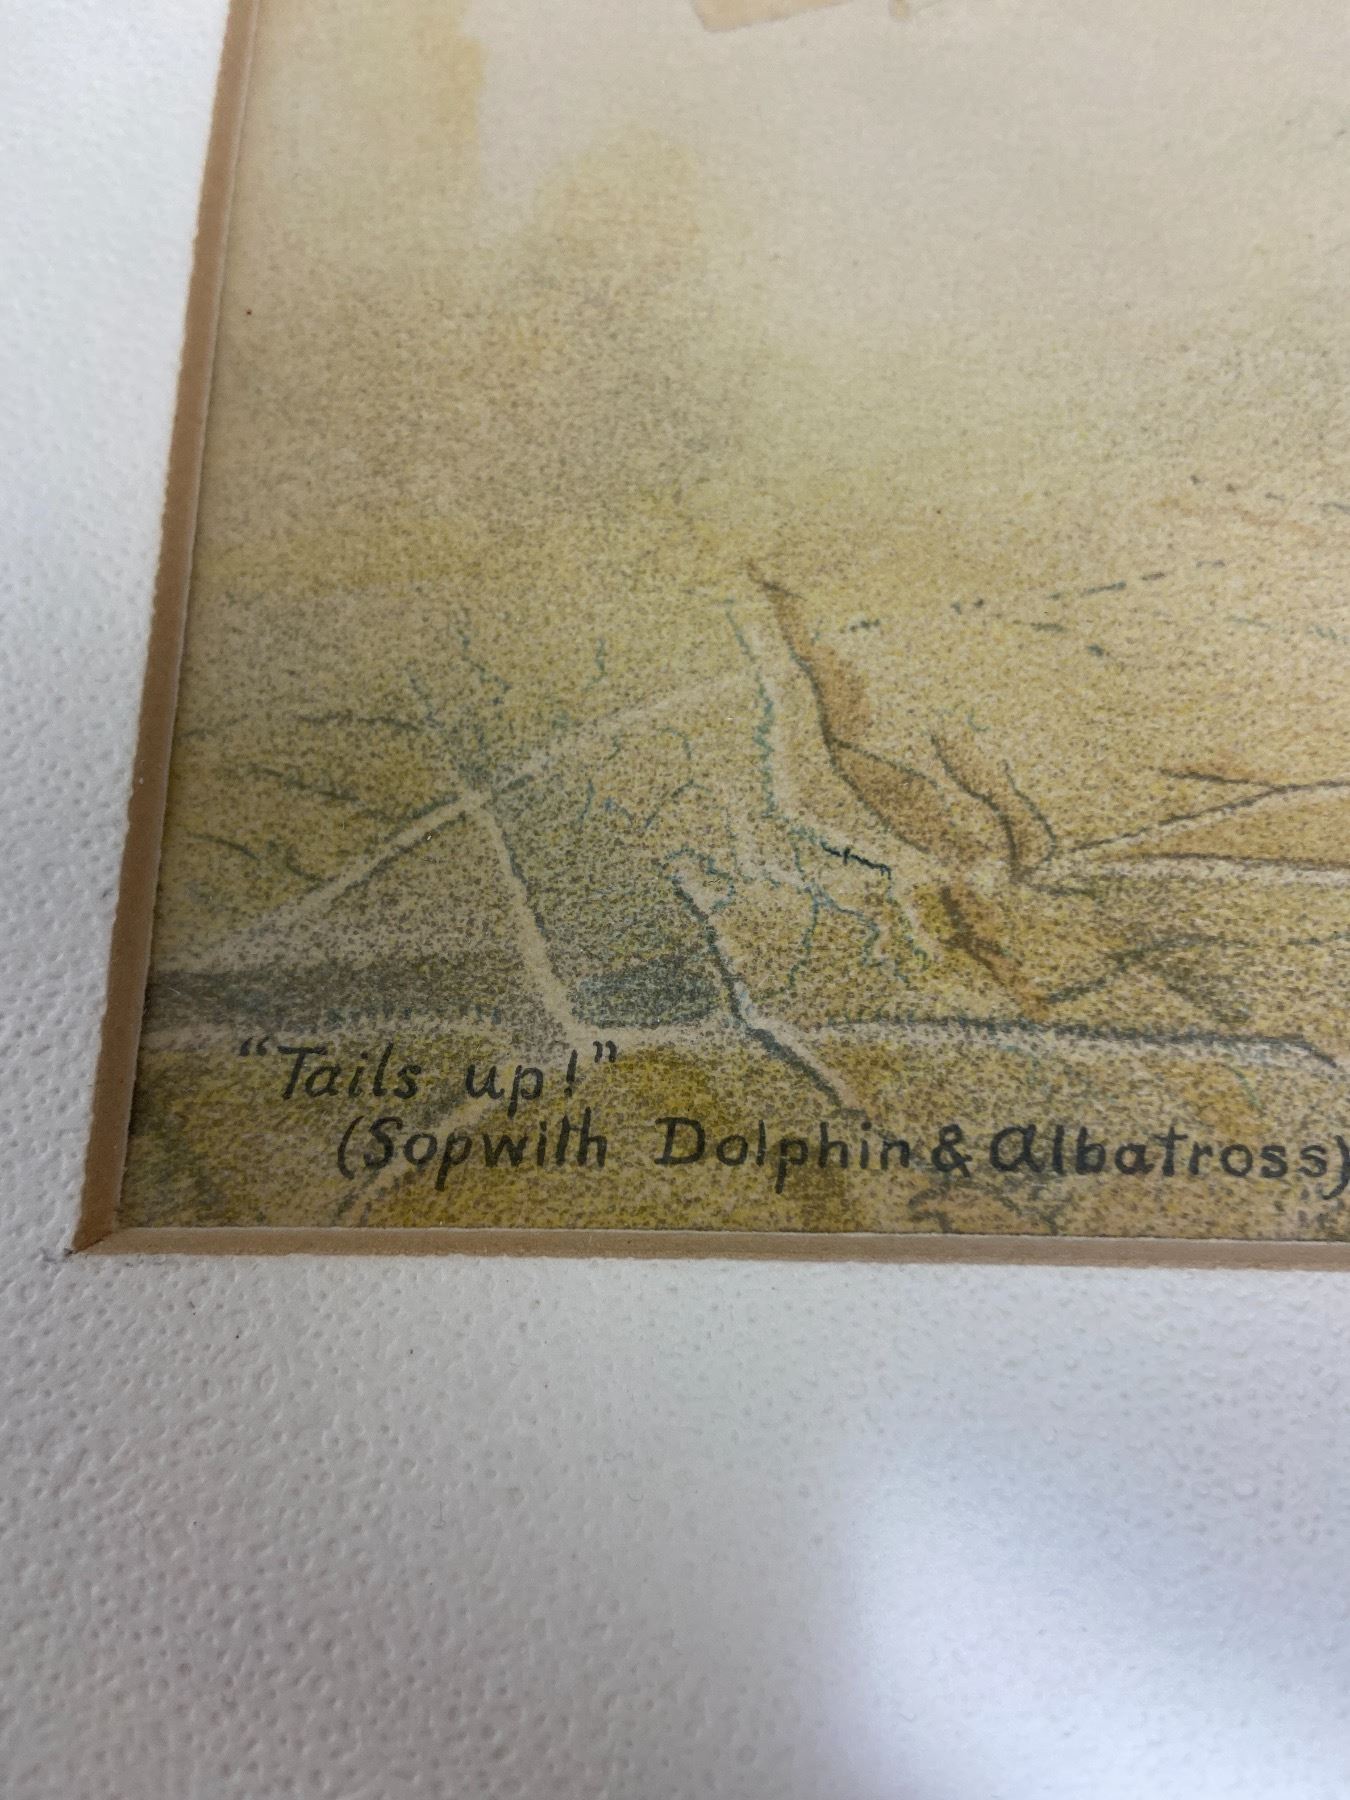 “Tails up!”
(Sopwith Dolphin & Albatross)